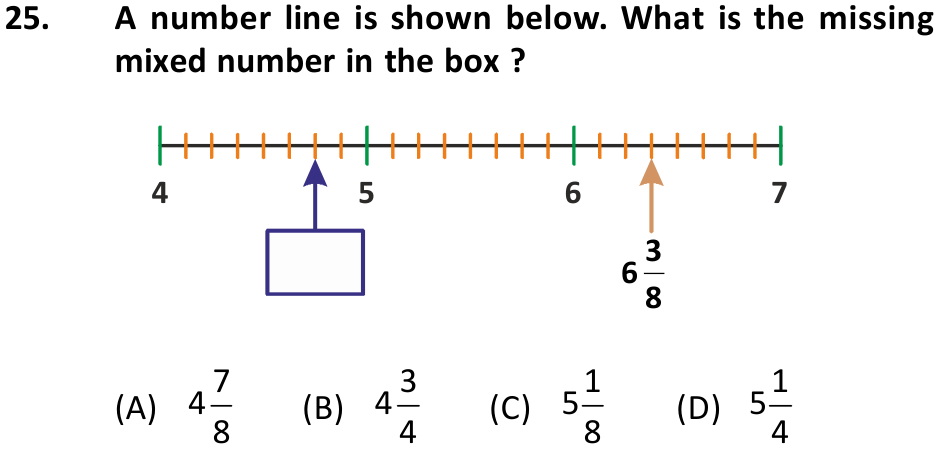 25. A number line is shown below. What is the missing
mixed number in the box ?
4 5 6 7
6 3/8
(A) 4 7/8 (B) 4 3/4 (C) 5 1/8 (D) 5 1/4